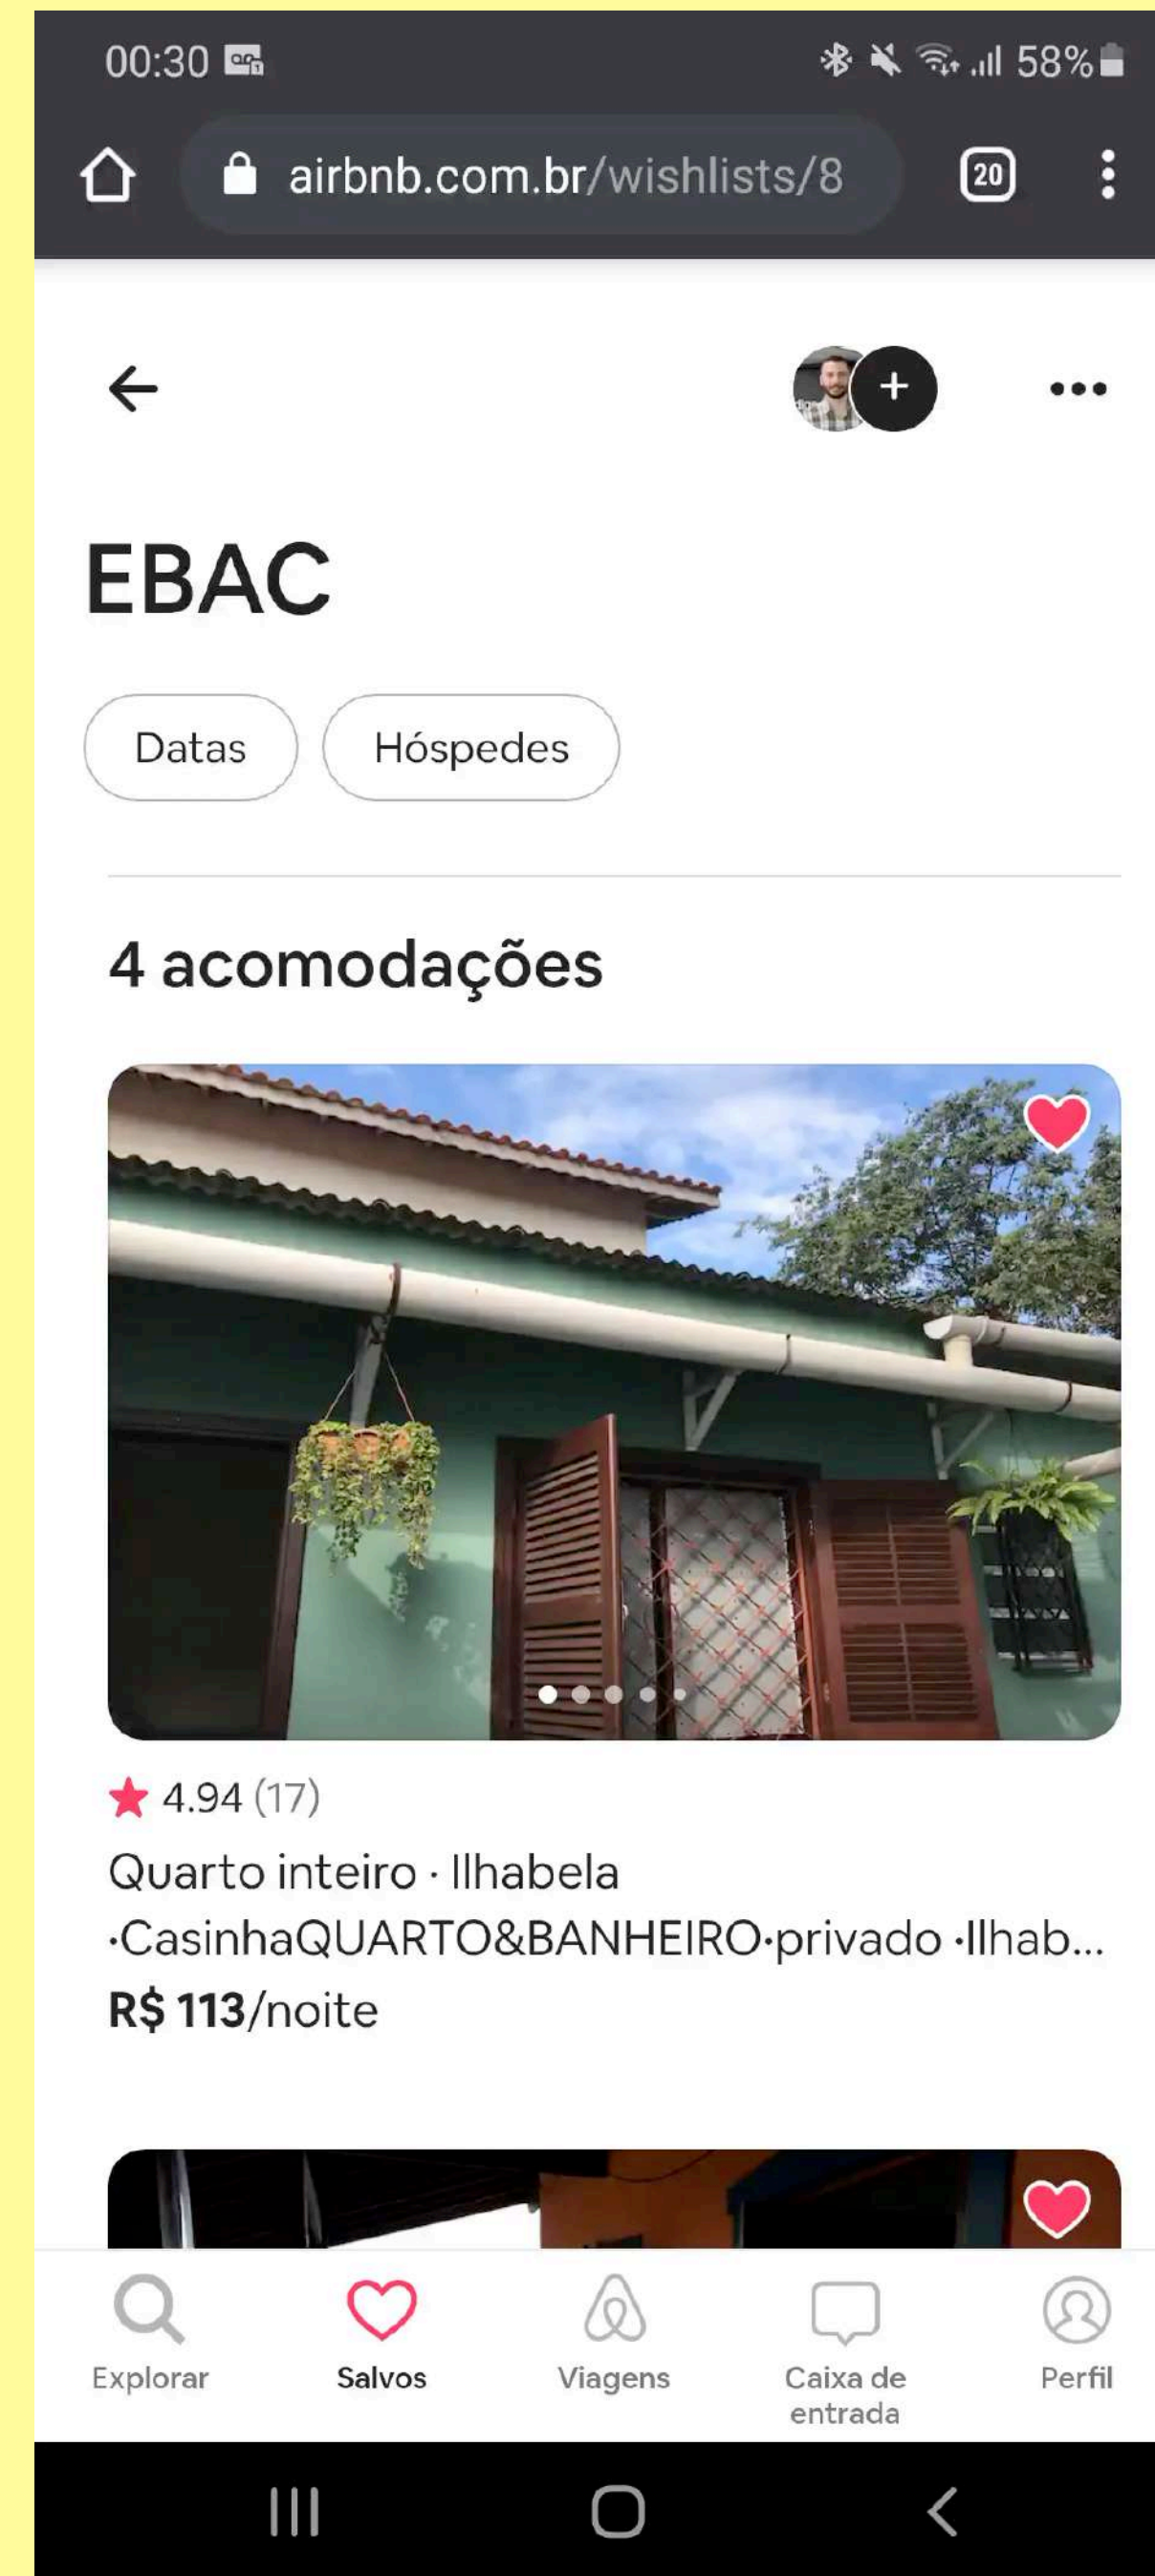 00:30 58%
airbnb.com.br/wishlists/8 20
EBAC
Datas Hóspedes
4 acomodações
4.94 (17)
Quarto inteiro · Ilhabela
·CasinhaQUARTO&BANHEIRO·privado ·Ilhab...
R$ 113/noite
Explorar Salvos Viagens Caixa de entrada Perfil